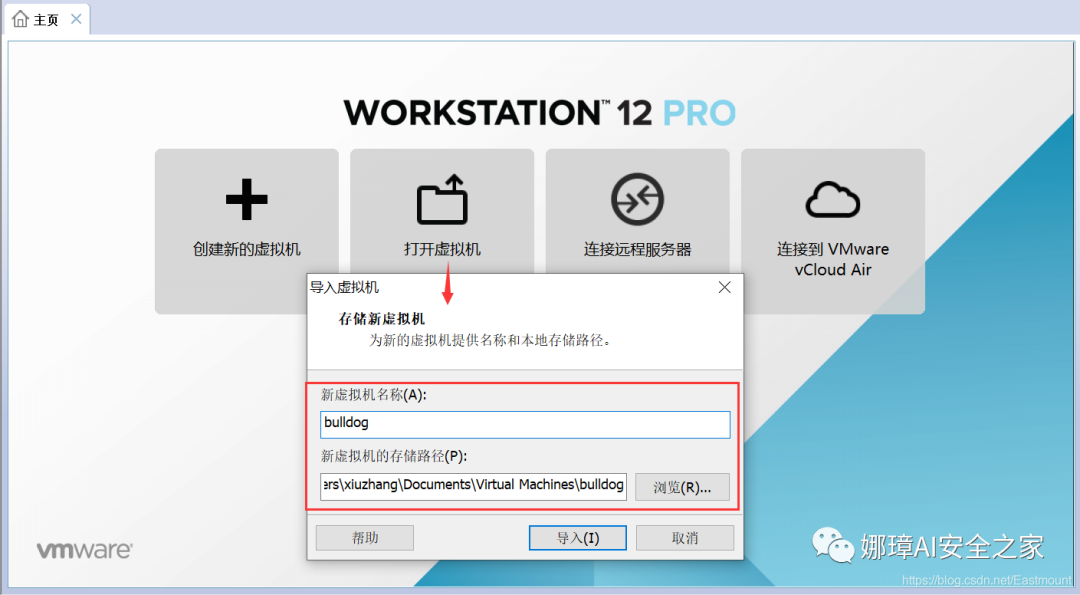 主页
WORKSTATION™ 12 PRO
创建新的虚拟机
打开虚拟机
连接远程服务器
连接到 VMware
vCloud Air
导入虚拟机
存储新虚拟机
为新的虚拟机提供名称和本地存储路径。
新虚拟机名称(A):
bulldog
新虚拟机的存储路径(P):
ers\xiuzhang\Documents\Virtual Machines\bulldog
浏览(R)...
帮助
导入(I)
取消
vmware®
娜璋AI安全之家
https://blog.csdn.net/Eastmount